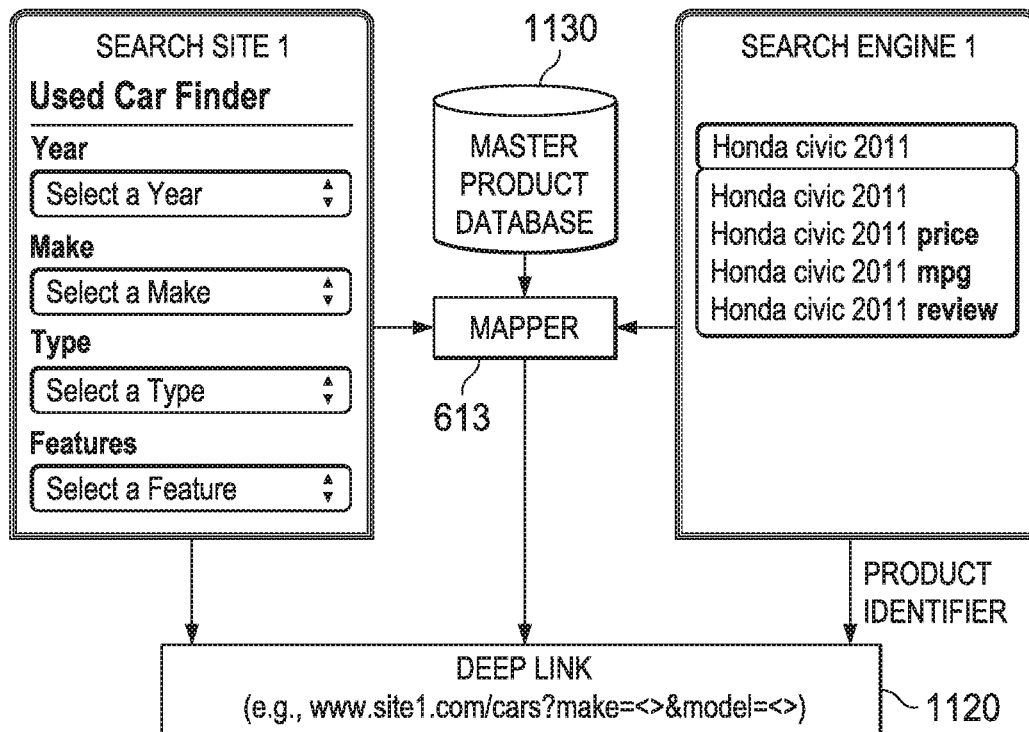 SEARCH SITE 1
Used Car Finder
Year
Select a Year
Make
Select a Make
Type
Select a Type
Features
Select a Feature
1130
MASTER
PRODUCT
DATABASE
MAPPER
613
SEARCH ENGINE 1
Honda civic 2011
Honda civic 2011
Honda civic 2011 price
Honda civic 2011 mpg
Honda civic 2011 review
PRODUCT
IDENTIFIER
DEEP LINK
(e.g., www.site1.com/cars?make=<>&model=<>)
1120